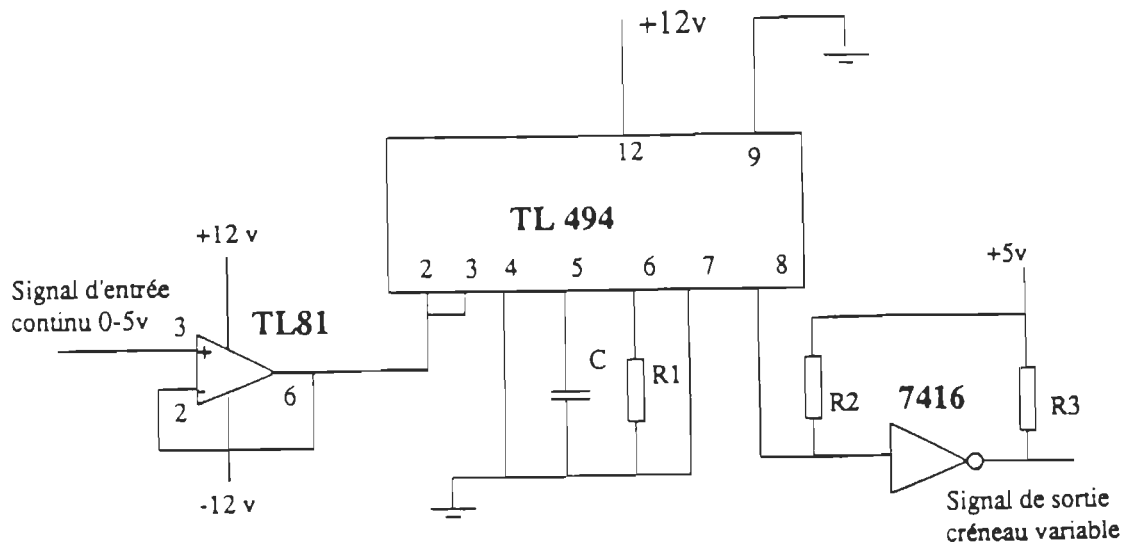 +12v
12
9
TL 494
2
3
4
5
6
7
8
+12 v
+5v
Signal d'entrée
continu 0-5v
3
TL81
+
-
2
6
-12 v
C
R1
R2
7416
R3
Signal de sortie
créneau variable